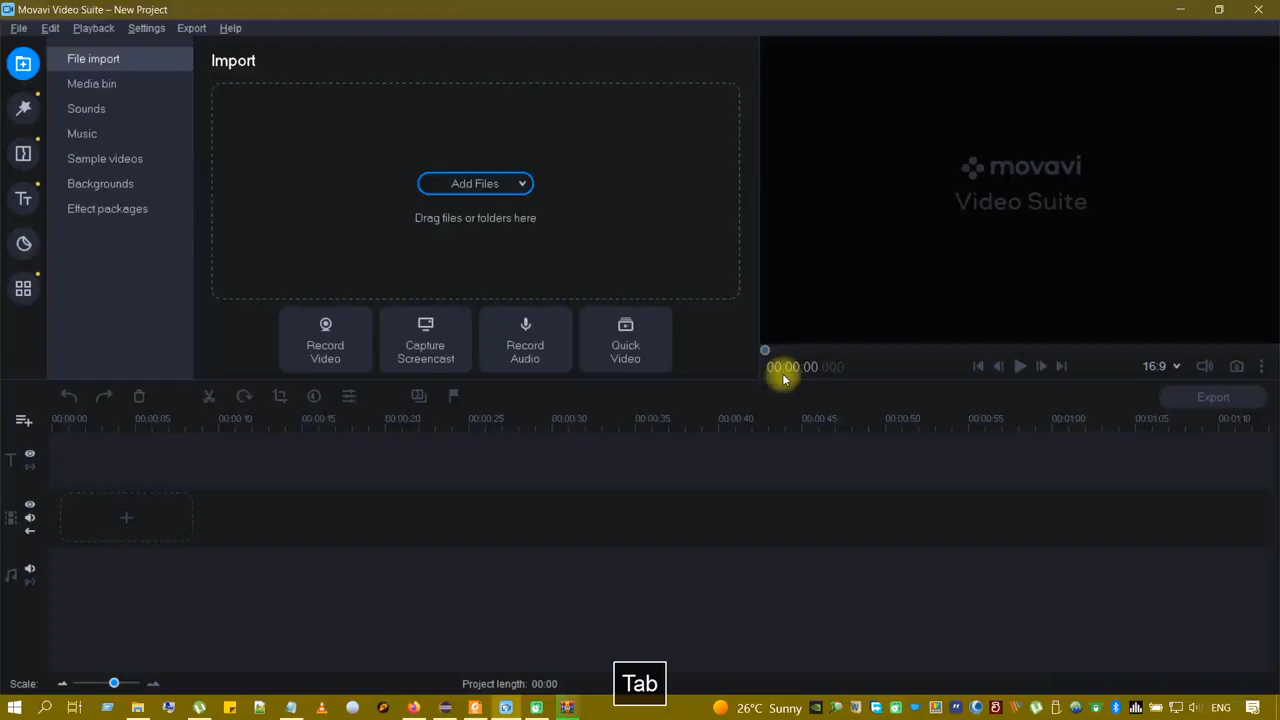 Movavi Video Suite – New Project
File Edit Playback Settings Export Help
File import
Media bin
Sounds
Music
Sample videos
Backgrounds
Effect packages
Import
Add Files
Drag files or folders here
Record Video
Capture Screencast
Record Audio
Quick Video
movavi
Video Suite
00:00:00.000
16:9
Export
00:00:00 00:00:05 00:00:10 00:00:15 00:00:20 00:00:25 00:00:30 00:00:35 00:00:40 00:00:45 00:00:50 00:00:55 00:01:00 00:01:05 00:01:10
Tab
Scale:
Project length: 00:00
26°C Sunny
ENG